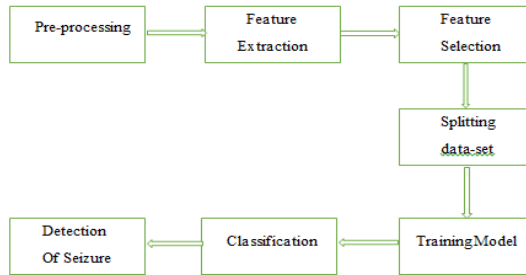 Pre-processing
Feature
Extraction
Feature
Selection
Splitting
data-set
TrainingModel
Classification
Detection
Of Seizure